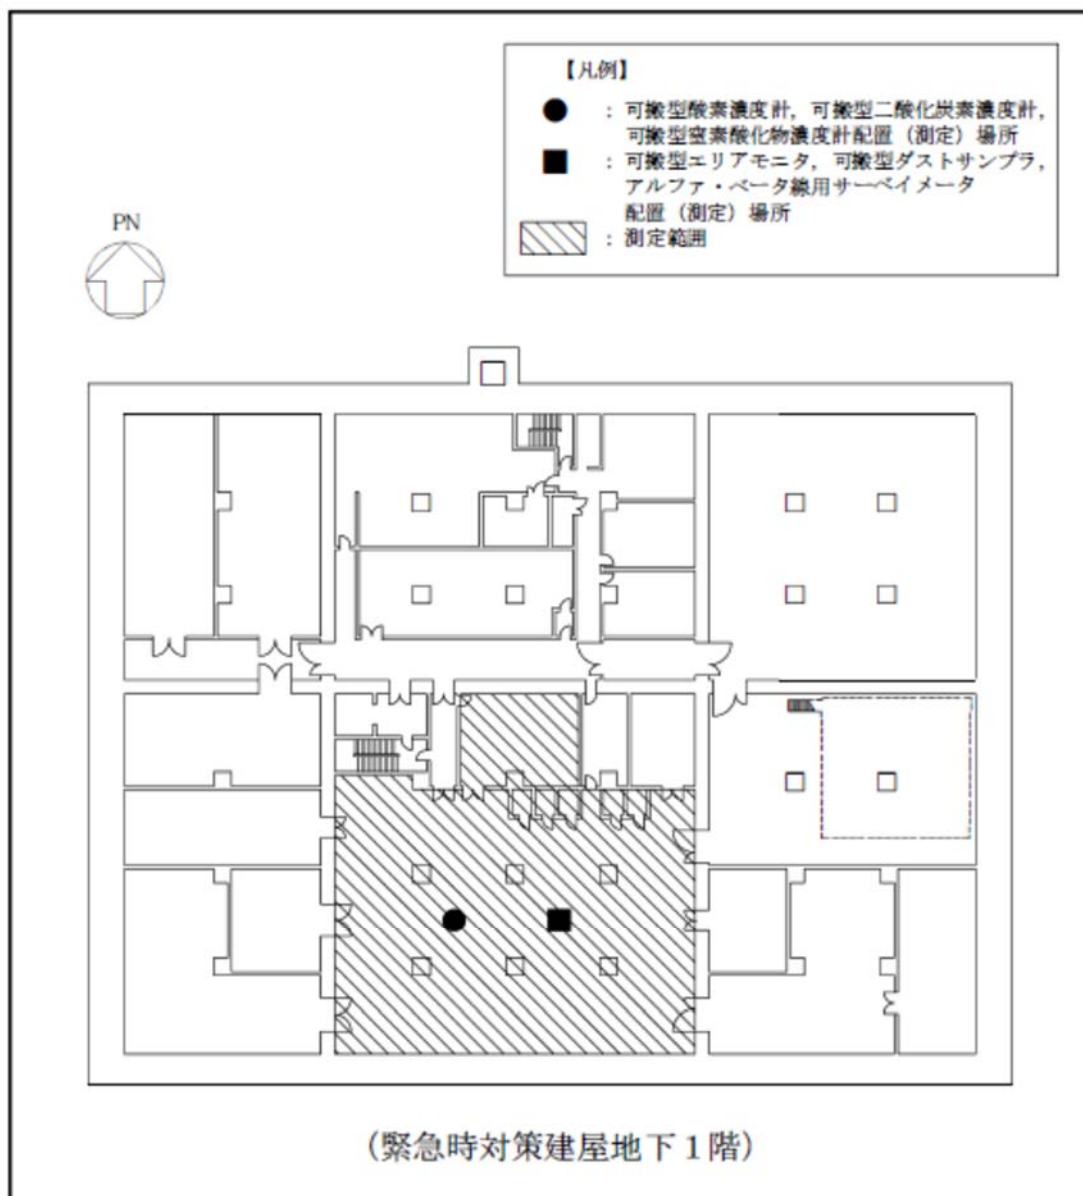 【凡例】
● : 可搬型酸素濃度計，可搬型二酸化炭素濃度計，
可搬型窒素酸化物濃度計配置（測定）場所
■ : 可搬型エリアモニタ，可搬型ダストサンプラ，
アルファ・ベータ線用サーベイメータ
配置（測定）場所
: 測定範囲
PN
（緊急時対策建屋地下１階）